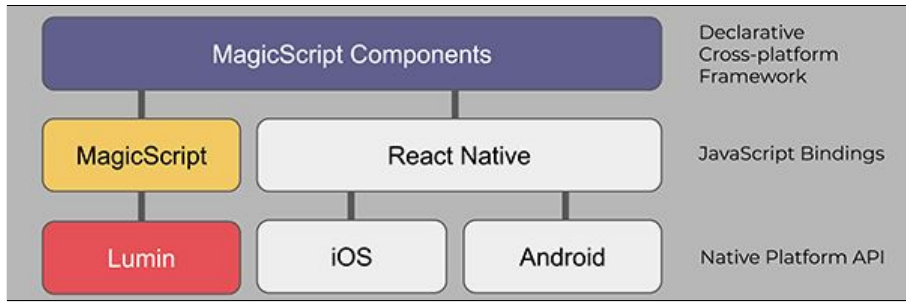 MagicScript Components
Declarative
Cross-platform
Framework
MagicScript
React Native
JavaScript Bindings
Lumin
iOS
Android
Native Platform API